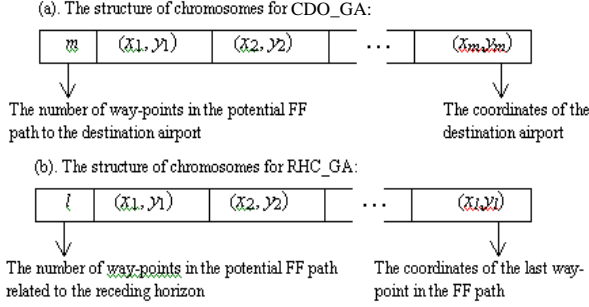 (a). The structure of chromosomes for CDO_GA:
m (x1, y1) (x2, y2) ... (xm,ym)
The number of way-points in the potential FF path to the destination airport
The coordinates of the destination airport
(b). The structure of chromosomes for RHC_GA:
l (x1, y1) (x2, y2) ... (xl,yl)
The number of way-points in the potential FF path related to the receding horizon
The coordinates of the last way-point in the FF path